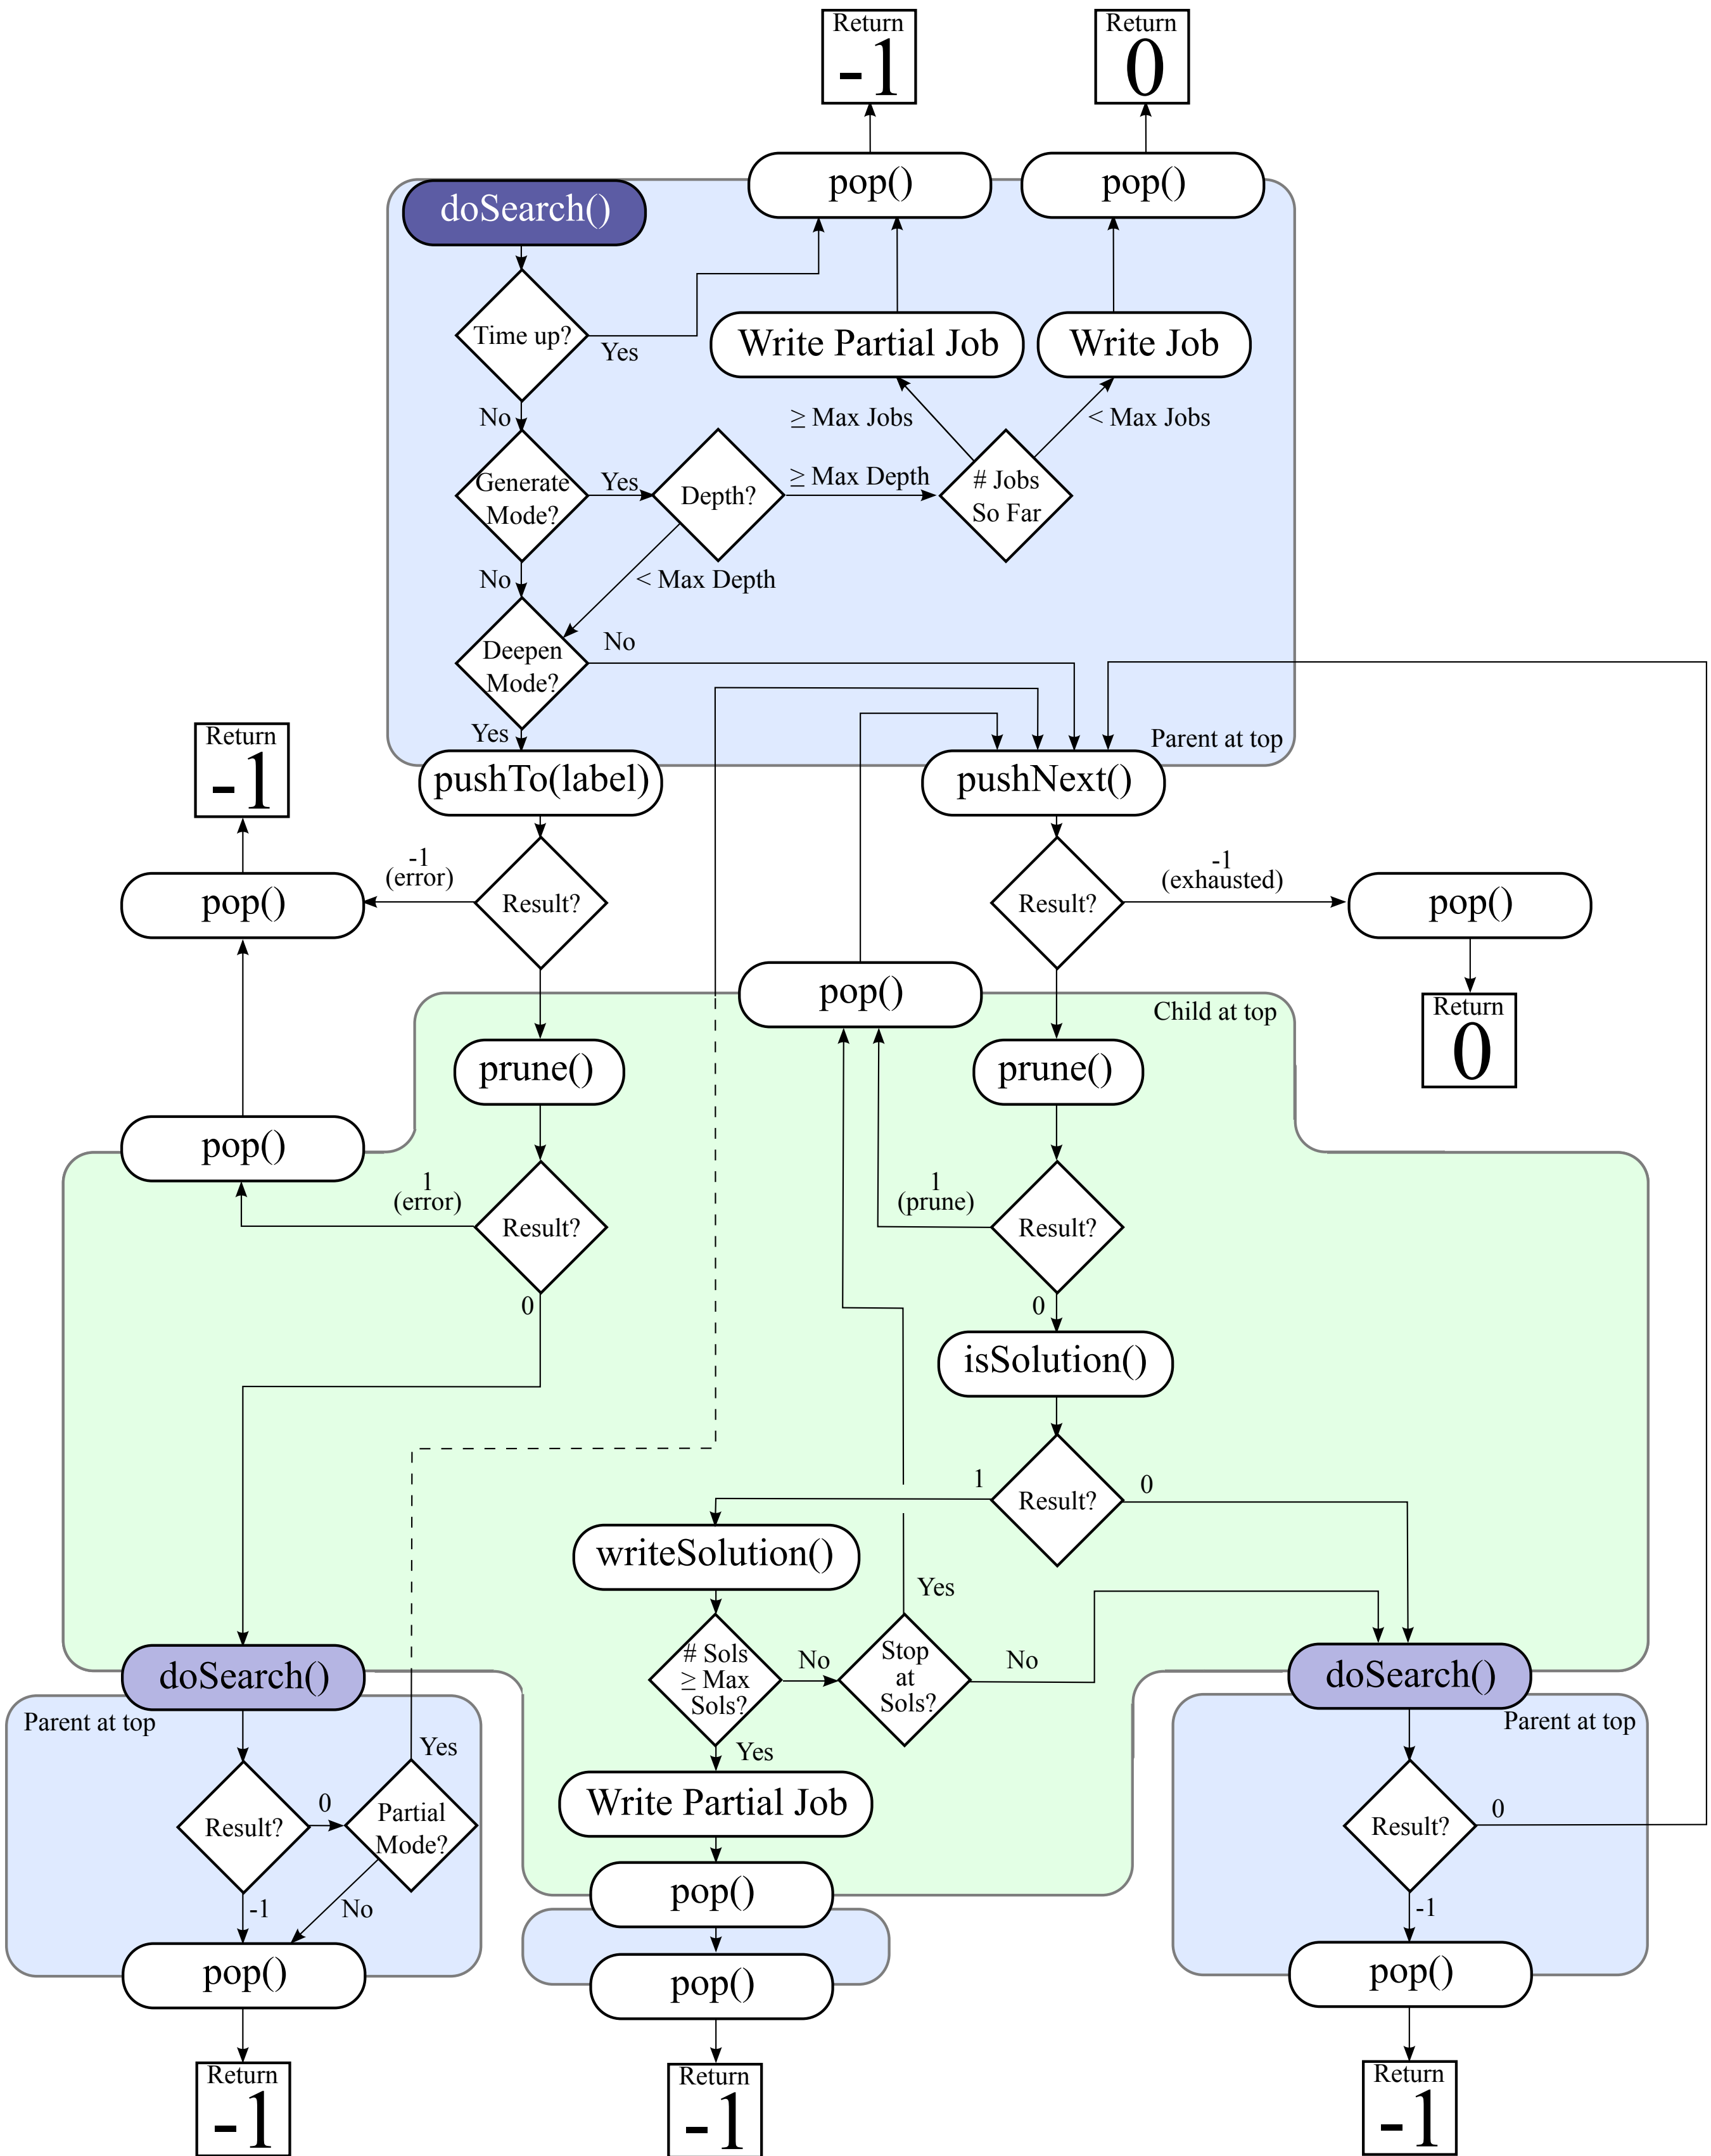 Return
-1
Return
0
pop()
pop()
doSearch()
Time up?
Yes
Write Partial Job
Write Job
No
≥ Max Jobs
< Max Jobs
Generate
Mode?
Yes
Depth?
≥ Max Depth
# Jobs
So Far
No
< Max Depth
Deepen
Mode?
No
Yes
Parent at top
Return
-1
pushTo(label)
pushNext()
-1
(error)
Result?
pop()
Result?
-1
(exhausted)
pop()
pop()
Return
0
Child at top
prune()
prune()
pop()
1
(error)
Result?
1
(prune)
Result?
0
0
isSolution()
1
Result?
0
writeSolution()
Yes
# Sols
≥ Max
Sols?
No
Stop
at
Sols?
No
doSearch()
doSearch()
Parent at top
Parent at top
Yes
Yes
Result?
0
Partial
Mode?
Write Partial Job
Result?
0
-1
No
pop()
-1
pop()
pop()
pop()
Return
-1
Return
-1
Return
-1